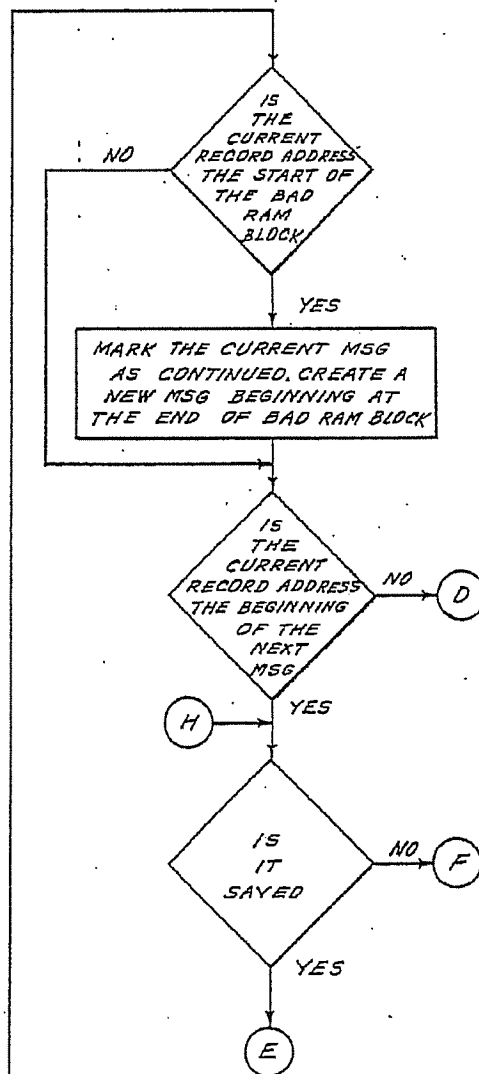 IS
THE
CURRENT
RECORD ADDRESS
THE START OF
THE BAD
RAM
BLOCK
NO
YES
MARK THE CURRENT MSG
AS CONTINUED. CREATE A
NEW MSG BEGINNING AT
THE END OF BAD RAM BLOCK
IS
THE
CURRENT
RECORD ADDRESS
THE BEGINNING
OF THE
NEXT
MSG
NO
D
YES
H
IS
IT
SAVED
NO
F
YES
E